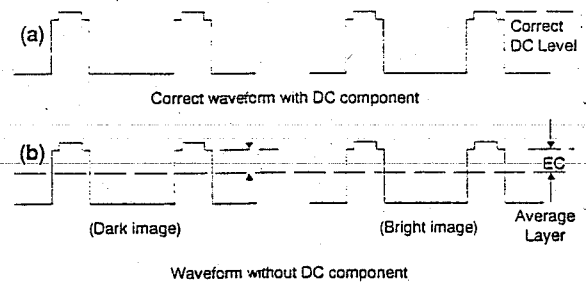 (a)
Correct
DC Level
Correct waveform with DC component
(b)
EC
(Dark image)
(Bright image)
Average
Layer
Waveform without DC component